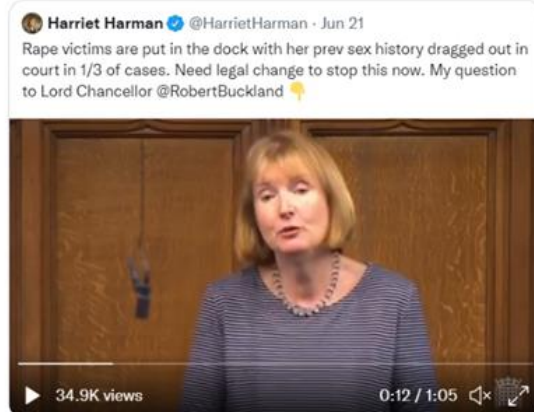 Harriet Harman @HarrietHarman · Jun 21
Rape victims are put in the dock with her prev sex history dragged out in
court in 1/3 of cases. Need legal change to stop this now. My question
to Lord Chancellor @RobertBuckland 👇
34.9K views
0:12 / 1:05